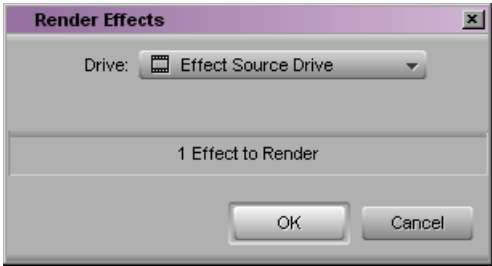 Render Effects
Drive: Effect Source Drive
1 Effect to Render
OK Cancel